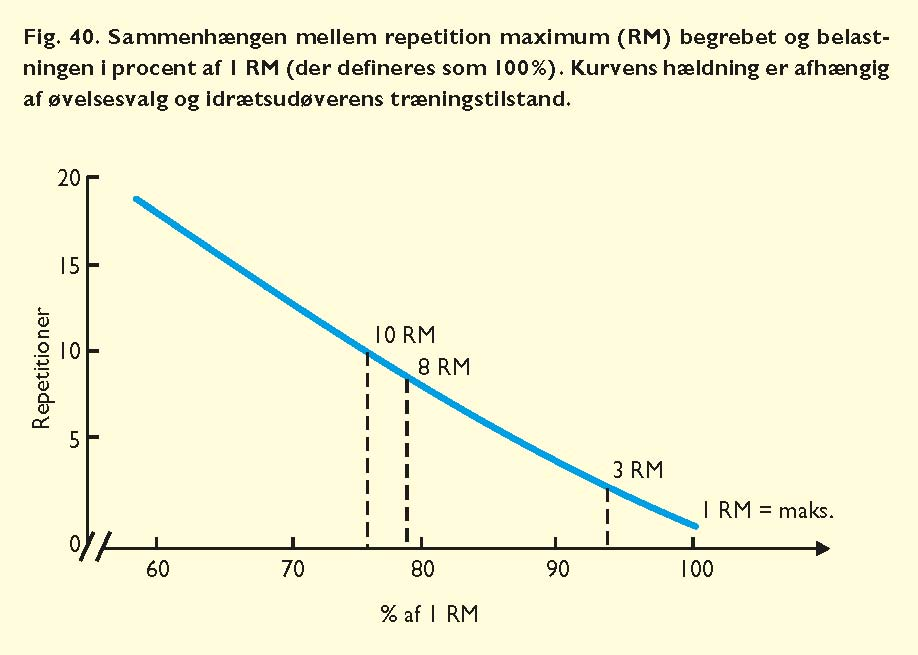 Fig. 40. Sammenhængen mellem repetition maximum (RM) begrebet og belast-
ningen i procent af 1 RM (der defineres som 100%). Kurvens hældning er afhængig
af øvelsesvalg og idrætsudøverens træningstilstand.
20
15
10 RM
10
8 RM
Repetitioner
5
3 RM
1 RM = maks.
0
60 70 80 90 100
% af 1 RM